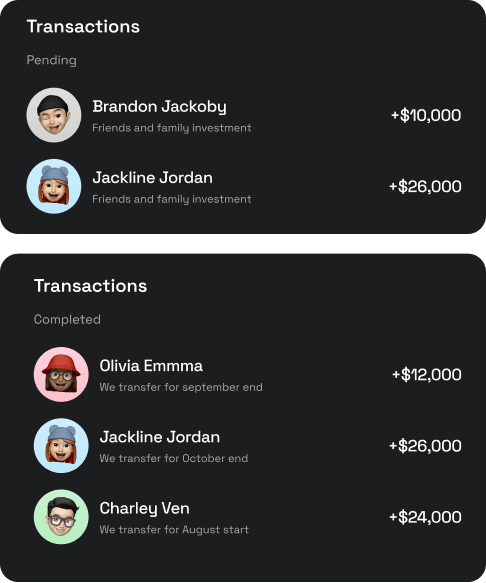 Transactions
Pending
Brandon Jackoby
Friends and family investment
+$10,000
Jackline Jordan
Friends and family investment
+$26,000
Transactions
Completed
Olivia Emmma
We transfer for september end
+$12,000
Jackline Jordan
We transfer for October end
+$26,000
Charley Ven
We transfer for August start
+$24,000